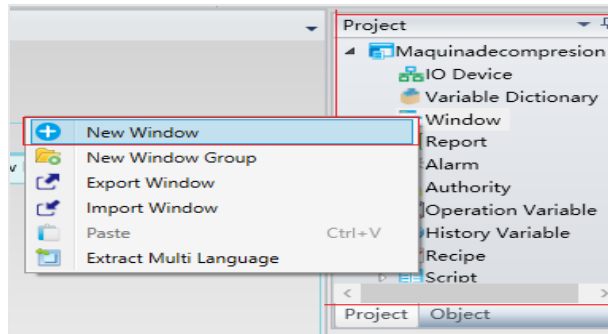 Project
Maquinadecompresion
IO Device
Variable Dictionary
Window
Report
Alarm
Authority
Operation Variable
History Variable
Recipe
Script
Project Object
New Window
New Window Group
Export Window
Import Window
Paste Ctrl+V
Extract Multi Language